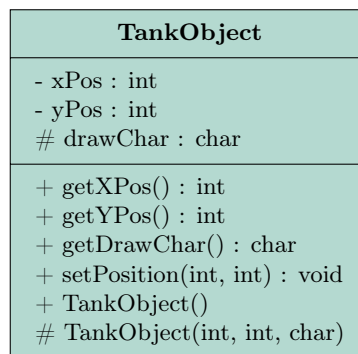 TankObject
- xPos : int
- yPos : int
# drawChar : char
+ getXPos() : int
+ getYPos() : int
+ getDrawChar() : char
+ setPosition(int, int) : void
+ TankObject()
# TankObject(int, int, char)